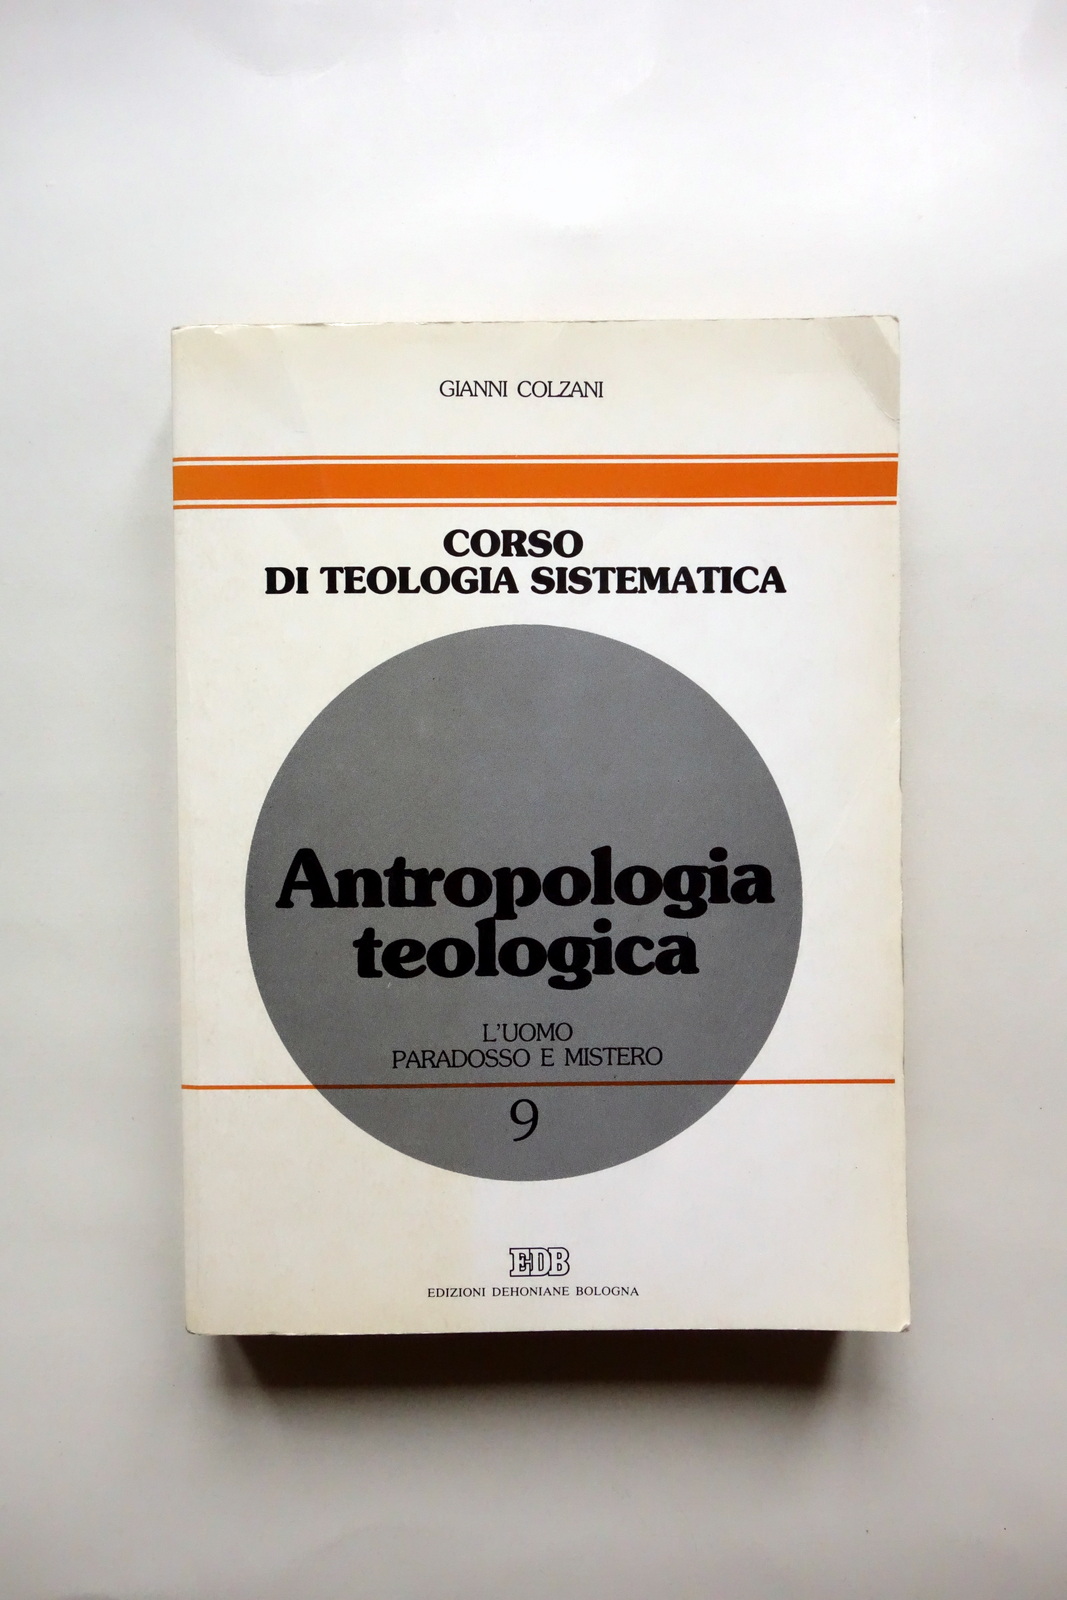 GIANNI COLZANI
CORSO
DI TEOLOGIA SISTEMATICA
Antropologia
teologica
L'UOMO
PARADOSSO E MISTERO
9
EDB
EDIZIONI DEHONIANE BOLOGNA